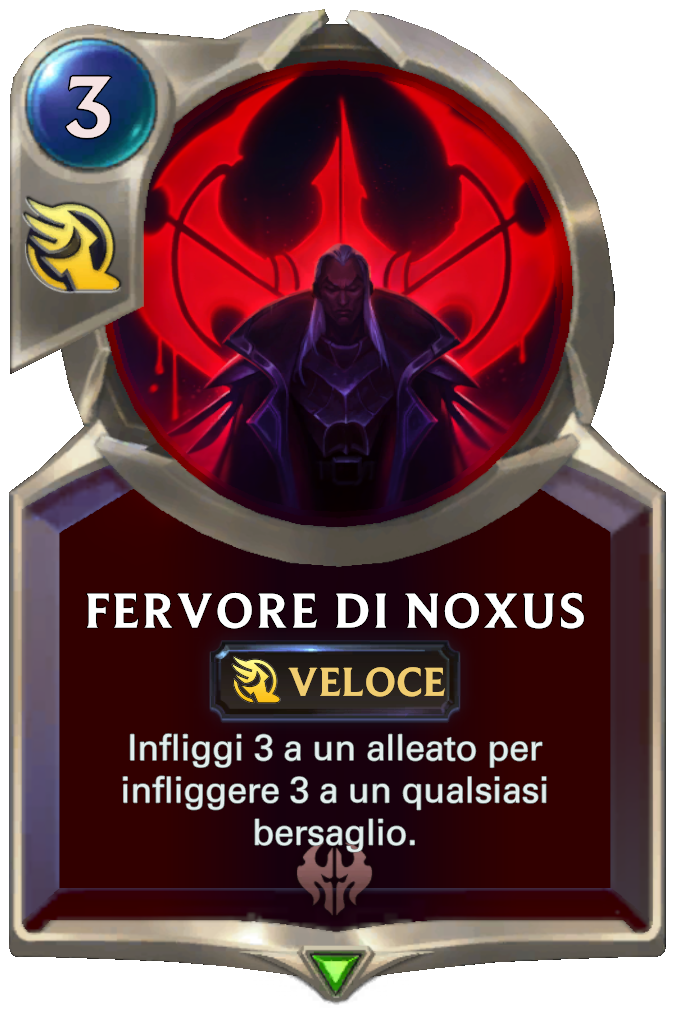 3
FERVORE DI NOXUS
VELOCE
Infliggi 3 a un alleato per
infliggere 3 a un qualsiasi
bersaglio.